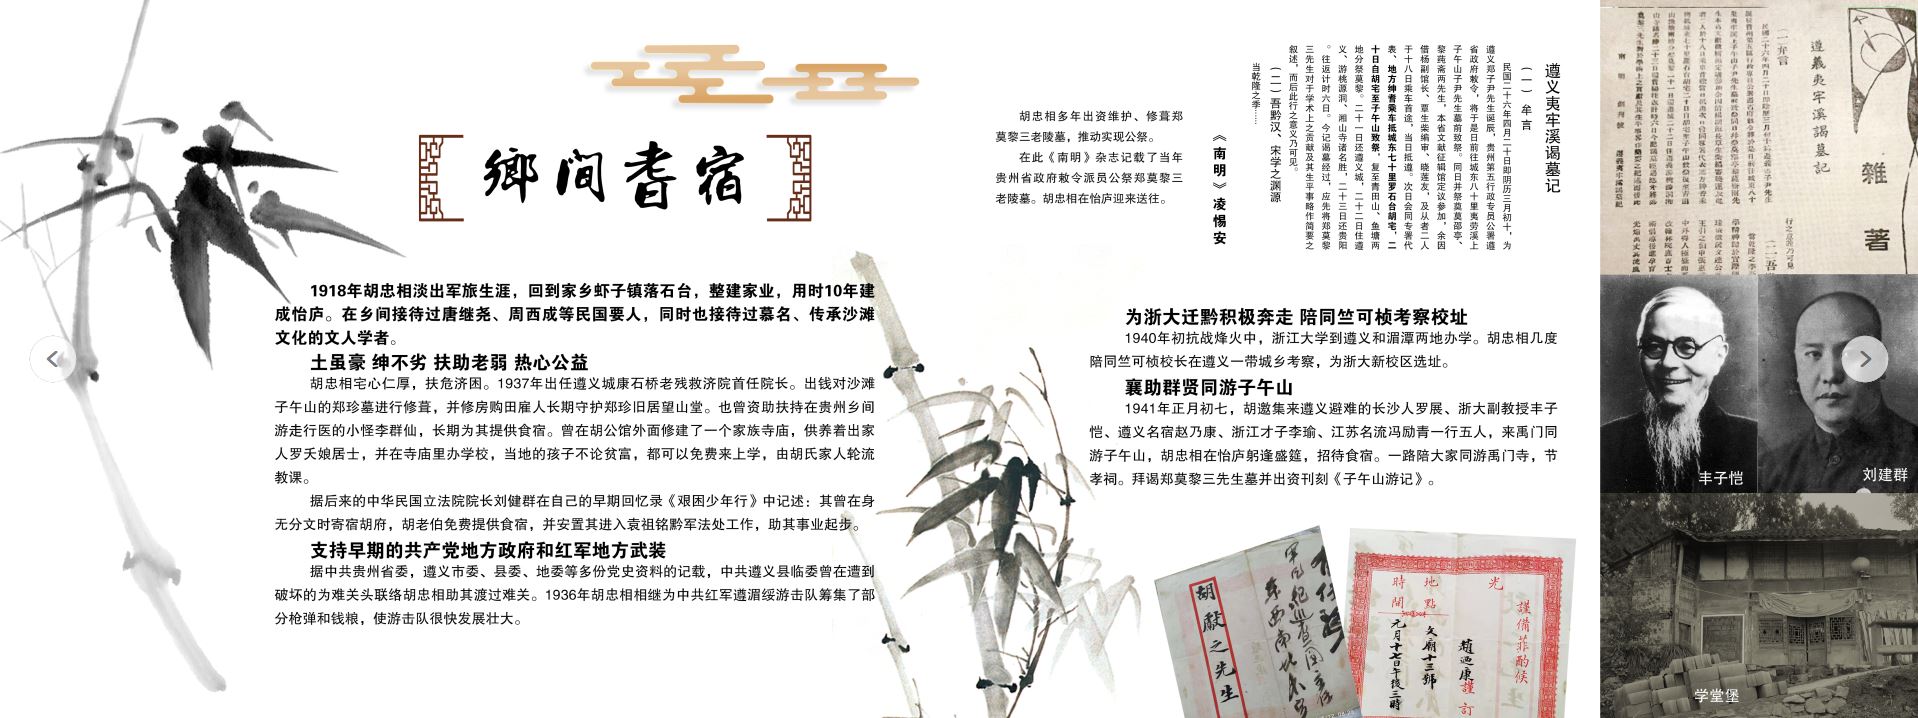 鄉間耆宿
1918年胡忠相淡出军旅生涯，回到家乡虾子镇落石台，整建家业，用时10年建
成怡庐。在乡间接待过唐继尧、周西成等民国要人，同时也接待过慕名、传承沙滩
文化的文人学者。
土虽豪 绅不劣 扶助老弱 热心公益
胡忠相宅心仁厚，扶危济困。1937年出任遵义城康石桥老残救济院首任院长。出钱对沙滩
子午山的郑珍墓进行修葺，并修房购田雇人长期守护郑珍旧居望山堂。也曾资助扶持在贵州乡间
游走行医的小怪李群仙，长期为其提供食宿。曾在胡公馆外面修建了一个家族寺庙，供养着出家
人罗夭娘居士，并在寺庙里办学校，当地的孩子不论贫富，都可以免费来上学，由胡氏家人轮流
教课。
据后来的中华民国立法院院长刘健群在自己的早期回忆录《艰困少年行》中记述：其曾在身
无分文时寄宿胡府，胡老伯免费提供食宿，并安置其进入袁祖铭黔军法处工作，助其事业起步。
支持早期的共产党地方政府和红军地方武装
据中共贵州省委，遵义市委、县委、地委等多份党史资料的记载，中共遵义县临委曾在遭到
破坏的为难关头联络胡忠相助其渡过难关。1936年胡忠相相继为中共红军遵湄绥游击队筹集了部
分枪弹和钱粮，使游击队很快发展壮大。
胡忠相多年出资维护、修葺郑
莫黎三老陵墓，推动实现公祭。
在此《南明》杂志记载了当年
贵州省政府敕令派员公祭郑莫黎三
老陵墓。胡忠相在怡庐迎来送往。
遵义夷牢溪谒墓记
（一）牟言
民国二十六年四月二十日即阴历三月初十，为
遵义郑子尹先生诞辰，贵州第五行政专员公署遵
省政府敕令，将于是日前往城东八十里夷劳溪上
子午山子尹先生墓前致祭。同日并祭莫莫邵亭、
黎莼斋两先生，本省文献征辑馆定议参加，余因
借杨副馆长、覃生柴编审、晓莲友，及从者二人
于十八日乘车首途，当日抵遵。次日会同专署代
表、地方绅耆乘车抵城东七十里罗石台胡宅，二
十日自胡宅至子午山致祭，复至青田山、鱼塘两
地分祭莫黎。二十一日还遵义城，二十二日住遵
义、游桃源洞、湘山寺诸名胜，二十三日还贵阳
。往返计时六日。今记谒墓经过，应先将郑莫黎
三先生对于学术上之贡献及其生平事略作简要之
叙述，而后此行之意义乃可见。
（二）吾黔汉、宋学之渊源
当乾隆之季……
《南明》凌惕安
为浙大迁黔积极奔走 陪同竺可桢考察校址
1940年初抗战烽火中，浙江大学到遵义和湄潭两地办学。胡忠相几度
陪同竺可桢校长在遵义一带城乡考察，为浙大新校区选址。
襄助群贤同游子午山
1941年正月初七，胡邀集来遵义避难的长沙人罗展、浙大副教授丰子
恺、遵义名宿赵乃康、浙江才子李瑜、江苏名流冯励青一行五人，来禹门同
游子午山，胡忠相在怡庐躬逢盛筵，招待食宿。一路陪大家同游禹门寺，节
孝祠。拜谒郑莫黎三先生墓并出资刊刻《子午山游记》。
胡獻之先生
謹備菲酌候
光
趙迺康謹訂
地點 文廟十三號
時間 元月十七日午後三時
雜著
遵義夷牢溪謁墓記
丰子恺
刘建群
学堂堡